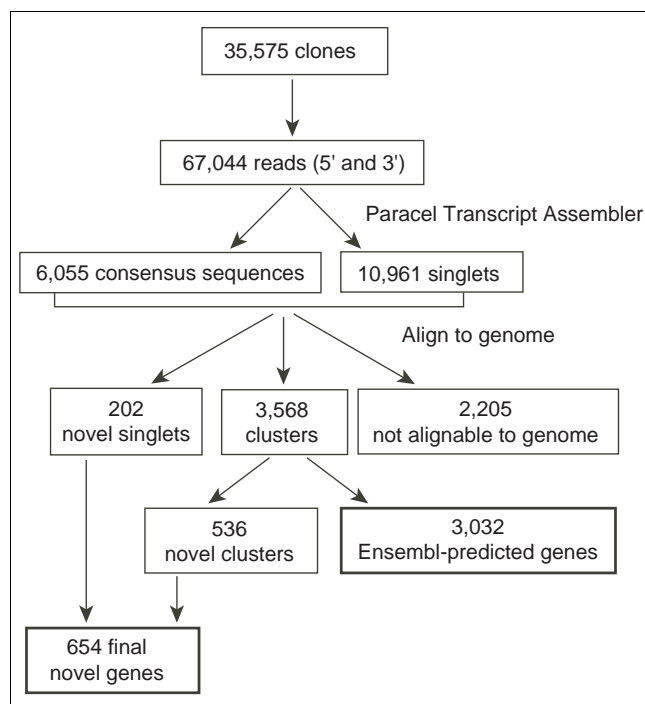 35,575 clones
67,044 reads (5' and 3')
Paracel Transcript Assembler
6,055 consensus sequences
10,961 singlets
Align to genome
202
novel singlets
3,568
clusters
2,205
not alignable to genome
536
novel clusters
3,032
Ensembl-predicted genes
654 final
novel genes